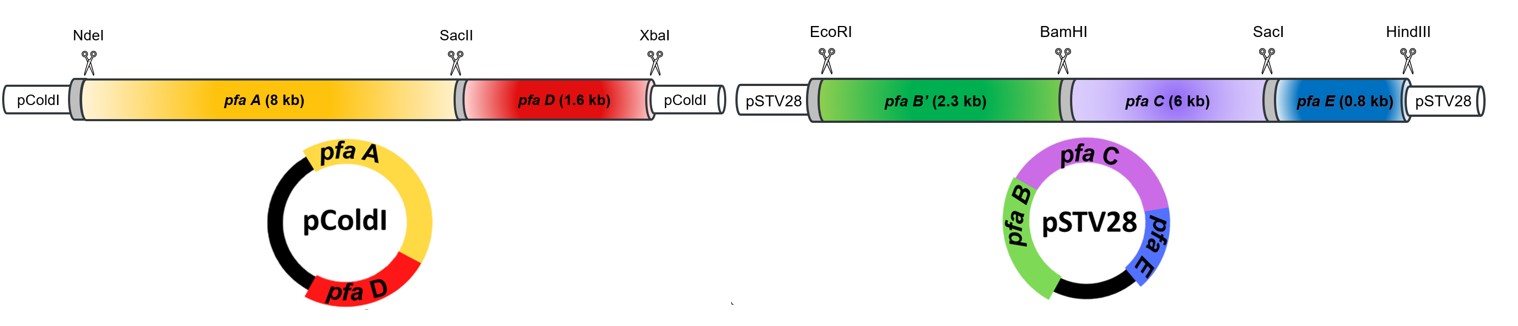 NdeI SacII XbaI EcoRI BamHI SacI HindIII
pColdI pfa A (8 kb) pfa D (1.6 kb) pColdI pSTV28 pfa B' (2.3 kb) pfa C (6 kb) pfa E (0.8 kb) pSTV28
pfa A
pColdI
pfa D
pfa C
pfa B
pSTV28
pfa E